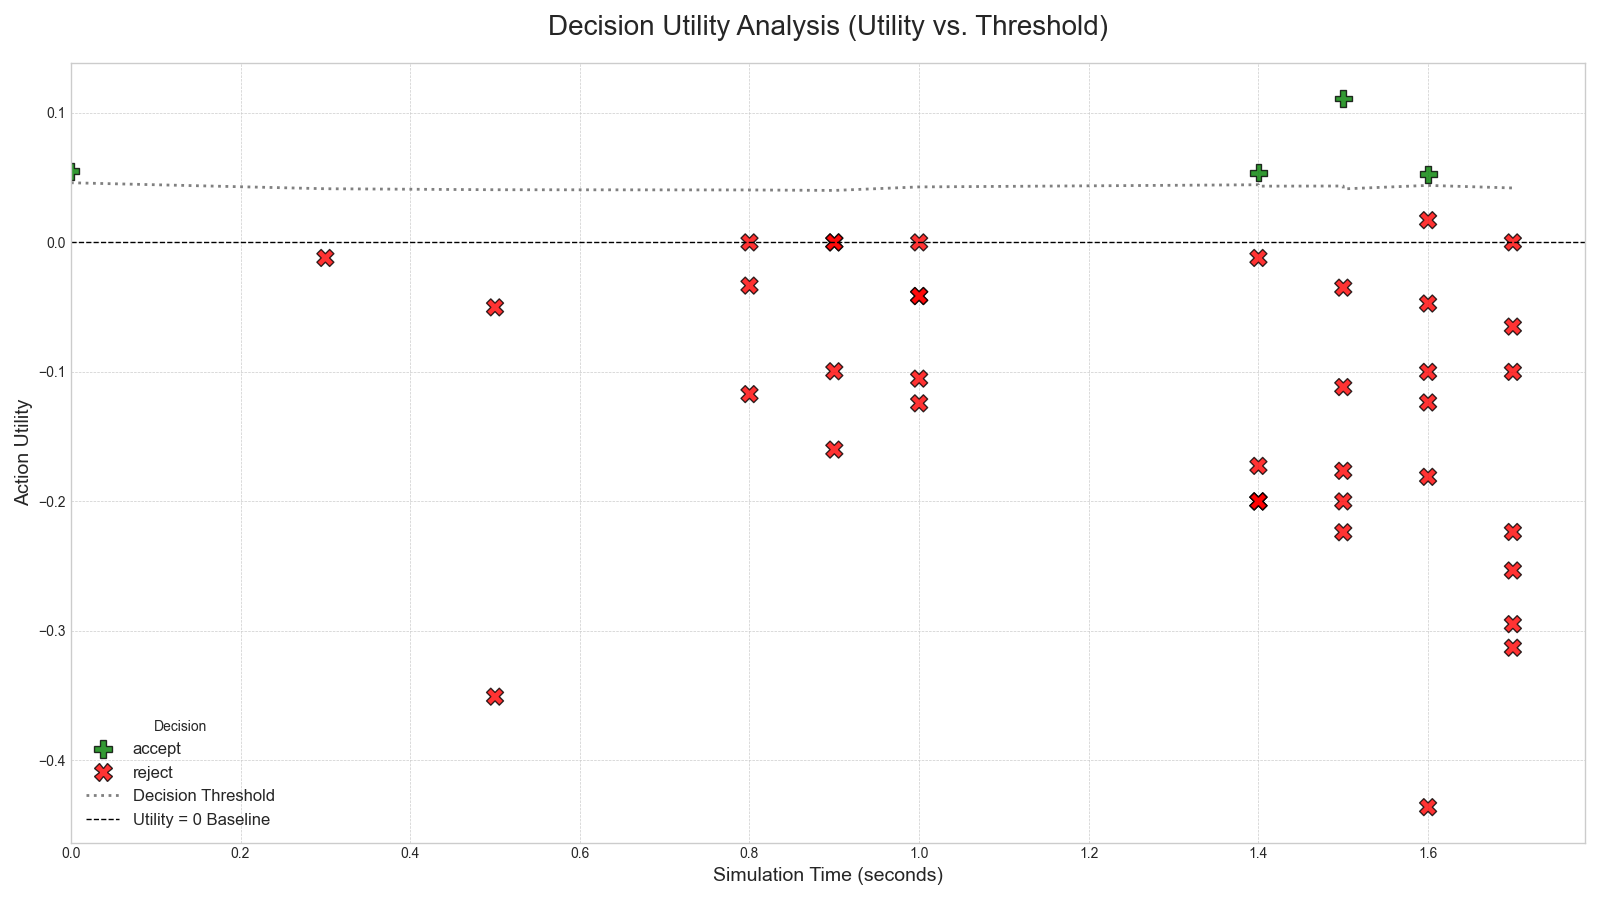 Decision Utility Analysis (Utility vs. Threshold)
Action Utility
0.1
0.0
−0.1
−0.2
−0.3
−0.4
Decision
accept
reject
Decision Threshold
Utility = 0 Baseline
0.0 0.2 0.4 0.6 0.8 1.0 1.2 1.4 1.6
Simulation Time (seconds)